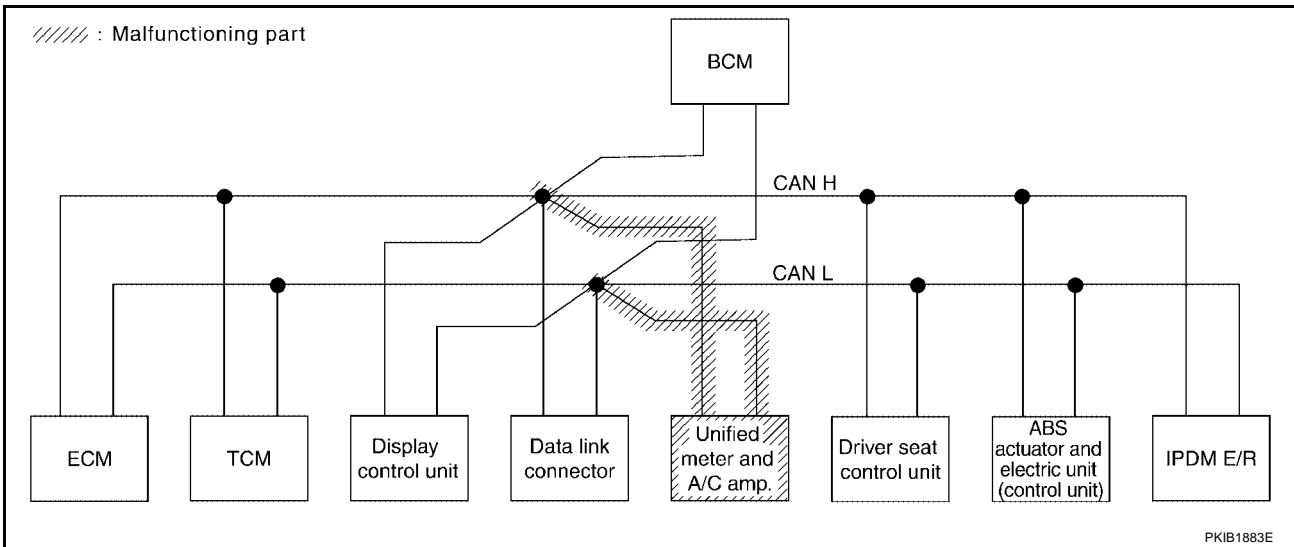 : Malfunctioning part
BCM
CAN H
CAN L
ECM
TCM
Display
control unit
Data link
connector
Unified
meter and
A/C amp.
Driver seat
control unit
ABS
actuator and
electric unit
(control unit)
IPDM E/R
PKIB1883E